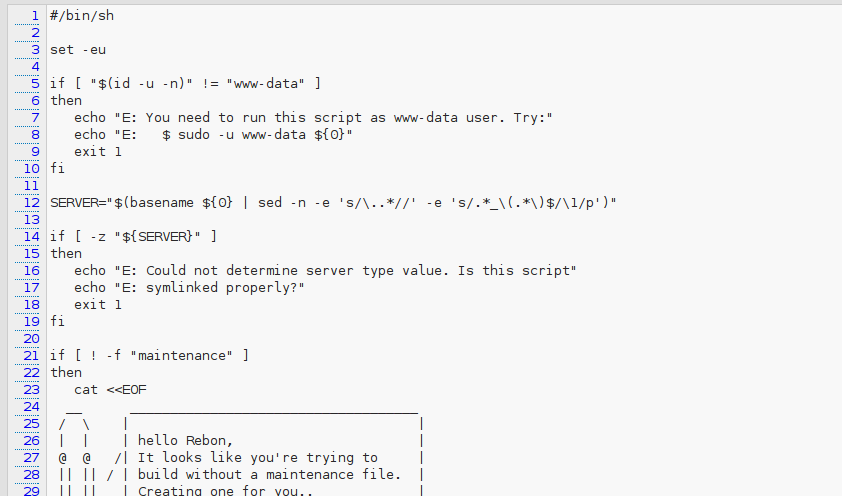 1 #/bin/sh
2
3 set -eu
4
5 if [ "$(id -u -n)" != "www-data" ]
6 then
7    echo "E: You need to run this script as www-data user. Try:"
8    echo "E:   $ sudo -u www-data ${0}"
9    exit 1
10 fi
11
12 SERVER="$(basename ${0} | sed -n -e 's/\..*//' -e 's/.*_\(.*\)$/\1/p')"
13
14 if [ -z "${SERVER}" ]
15 then
16    echo "E: Could not determine server type value. Is this script"
17    echo "E: symlinked properly?"
18    exit 1
19 fi
20
21 if [ ! -f "maintenance" ]
22 then
23    cat <<EOF
24   __      ____________________________________
25  /  \    |                                    |
26  |  |    | hello Rebon,                       |
27  @  @   /| It looks like you're trying to     |
28  || || / | build without a maintenance file.  |
29  || ||   | Creating one for you..             |